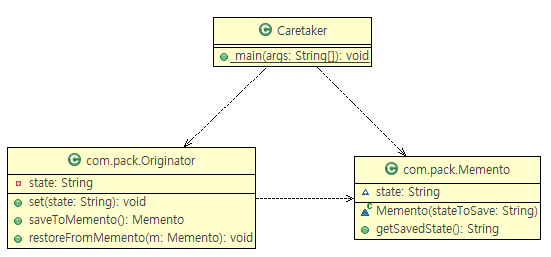 Caretaker
main(args: String[]): void
com.pack.Originator
state: String
set(state: String): void
saveToMemento(): Memento
restoreFromMemento(m: Memento): void
com.pack.Memento
state: String
Memento(stateToSave: String)
getSavedState(): String